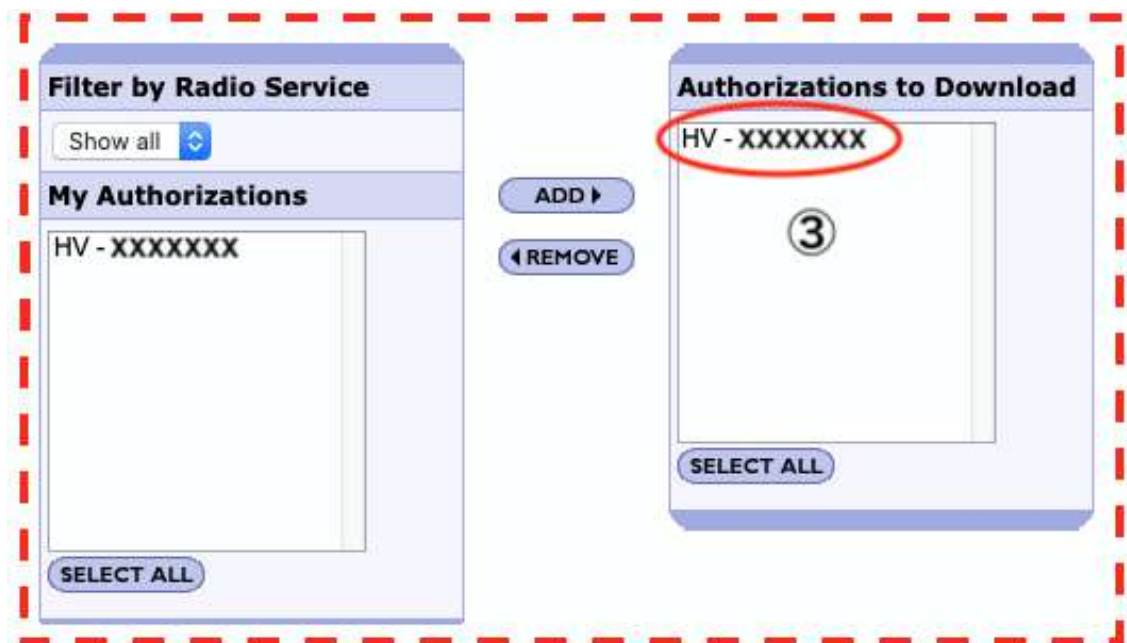 Filter by Radio Service
Show all
My Authorizations
HV - XXXXXXX
SELECT ALL
ADD
REMOVE
Authorizations to Download
HV - XXXXXXX
③
SELECT ALL